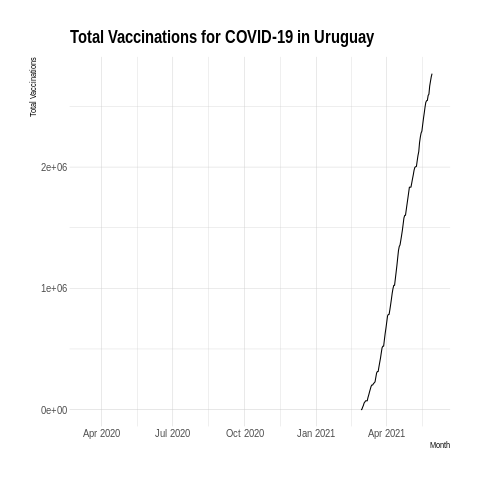 Total Vaccinations for COVID-19 in Uruguay
Total Vaccinations
2e+06
1e+06
0e+00
Apr 2020 Jul 2020 Oct 2020 Jan 2021 Apr 2021
Month